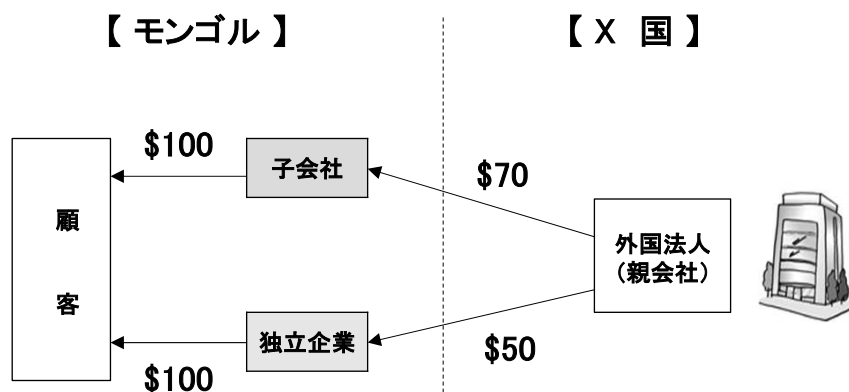 【 モンゴル 】
【 X 国 】
$100
子会社
$70
顧
客
外国法人
（親会社）
独立企業
$50
$100